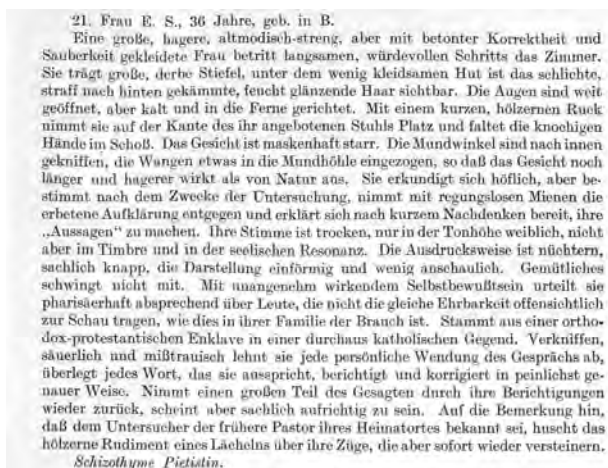 21. Frau E. S., 36 Jahre, geb. in B.
Eine große, hagere, altmodisch-streng, aber mit betonter Korrektheit und
Sauberkeit gekleidete Frau betritt langsamen, würdevollen Schritts das Zimmer.
Sie trägt große, derbe Stiefel, unter dem wenig kleidsamen Hut ist das schlichte,
straff nach hinten gekämmte, feucht glänzende Haar sichtbar. Die Augen sind weit
geöffnet, aber kalt und in die Ferne gerichtet. Mit einem kurzen, hölzernen Ruck
nimmt sie auf der Kante des ihr angebotenen Stuhls Platz und faltet die knochigen
Hände im Schoß. Das Gesicht ist maskenhaft starr. Die Mundwinkel sind nach innen
gekniffen, die Wangen etwas in die Mundhöhle eingezogen, so daß das Gesicht noch
länger und hagerer wirkt als von Natur aus. Sie erkundigt sich höflich, aber be-
stimmt nach dem Zwecke der Untersuchung, nimmt mit regungslosen Mienen die
erbetene Aufklärung entgegen und erklärt sich nach kurzem Nachdenken bereit, ihre
„Aussagen“ zu machen. Ihre Stimme ist trocken, nur in der Tonhöhe weiblich, nicht
aber im Timbre und in der seelischen Resonanz. Die Ausdrucksweise ist nüchtern,
sachlich knapp, die Darstellung einförmig und wenig anschaulich. Gemütliches
schwingt nicht mit. Mit unangenehm wirkendem Selbstbewußtsein urteilt sie
pharisäerhaft absprechend über Leute, die nicht die gleiche Ehrbarkeit offensichtlich
zur Schau tragen, wie dies in ihrer Familie der Brauch ist. Stammt aus einer ortho-
dox-protestantischen Enklave in einer durchaus katholischen Gegend. Verkniffen,
säuerlich und mißtrauisch lehnt sie jede persönliche Wendung des Gesprächs ab,
überlegt jedes Wort, das sie ausspricht, berichtigt und korrigiert in peinlichst ge-
nauer Weise. Nimmt einen großen Teil des Gesagten durch ihre Berichtigungen
wieder zurück, scheint aber sachlich aufrichtig zu sein. Auf die Bemerkung hin,
daß dem Untersucher der frühere Pastor ihres Heimatortes bekannt sei, huscht das
hölzerne Rudiment eines Lächelns über ihre Züge, die aber sofort wieder versteinern.
Schizothyme Pietistin.